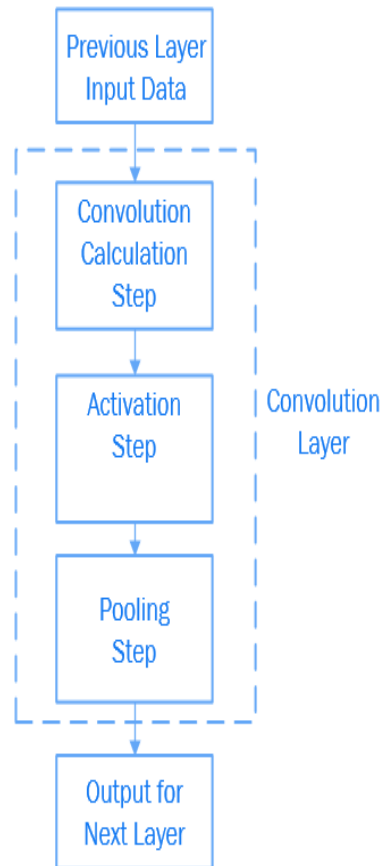 Previous Layer
Input Data
Convolution
Calculation
Step
Activation
Step
Convolution
Layer
Pooling
Step
Output for
Next Layer